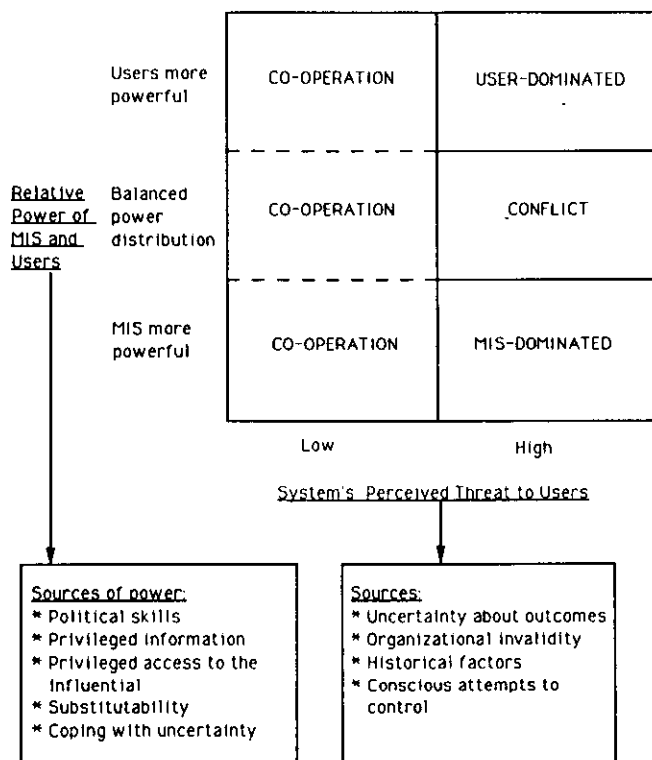 Users more
powerful
CO-OPERATION
USER-DOMINATED
Relative
Power of
MIS and
Users
Balanced
power
distribution
CO-OPERATION
CONFLICT
MIS more
powerful
CO-OPERATION
MIS-DOMINATED
Low
High
System's Perceived Threat to Users
Sources of power:
* Political skills
* Privileged information
* Privileged access to the
influential
* Substitutability
* Coping with uncertainty
Sources:
* Uncertainty about outcomes
* Organizational invalidity
* Historical factors
* Conscious attempts to
control